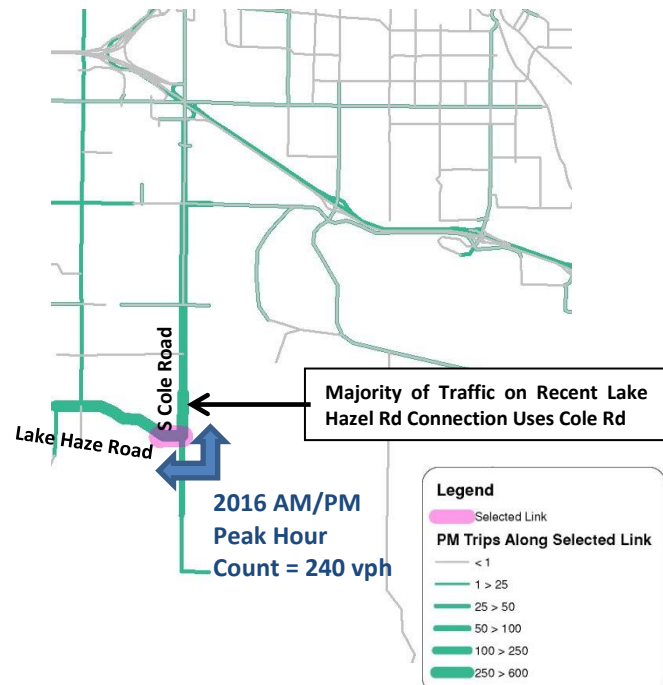 S Cole Road
Majority of Traffic on Recent Lake
Hazel Rd Connection Uses Cole Rd
Lake Haze Road
2016 AM/PM
Peak Hour
Count = 240 vph
Legend
Selected Link
PM Trips Along Selected Link
< 1
1 > 25
25 > 50
50 > 100
100 > 250
250 > 600